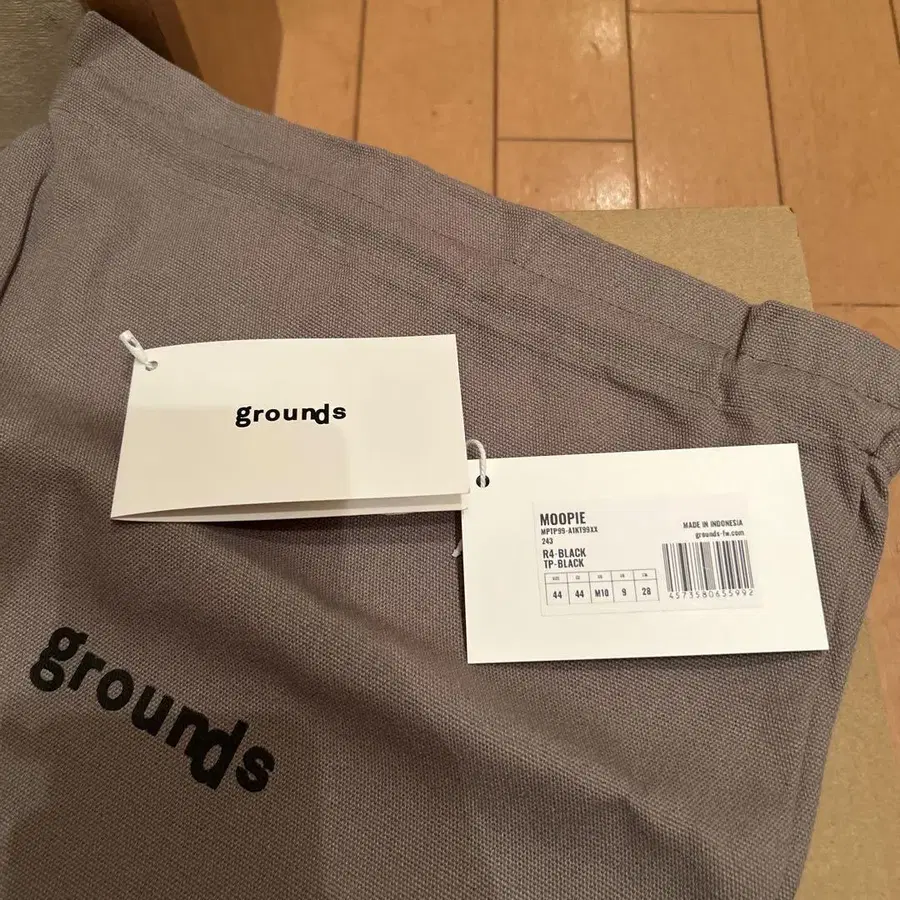 grounds
MOOPIE
MPTP99-A1KT99XX
243
R4-BLACK
TP-BLACK
MADE IN INDONESIA
grounds-fw.com
44 44 M10 9 28
4573580655992
grounds